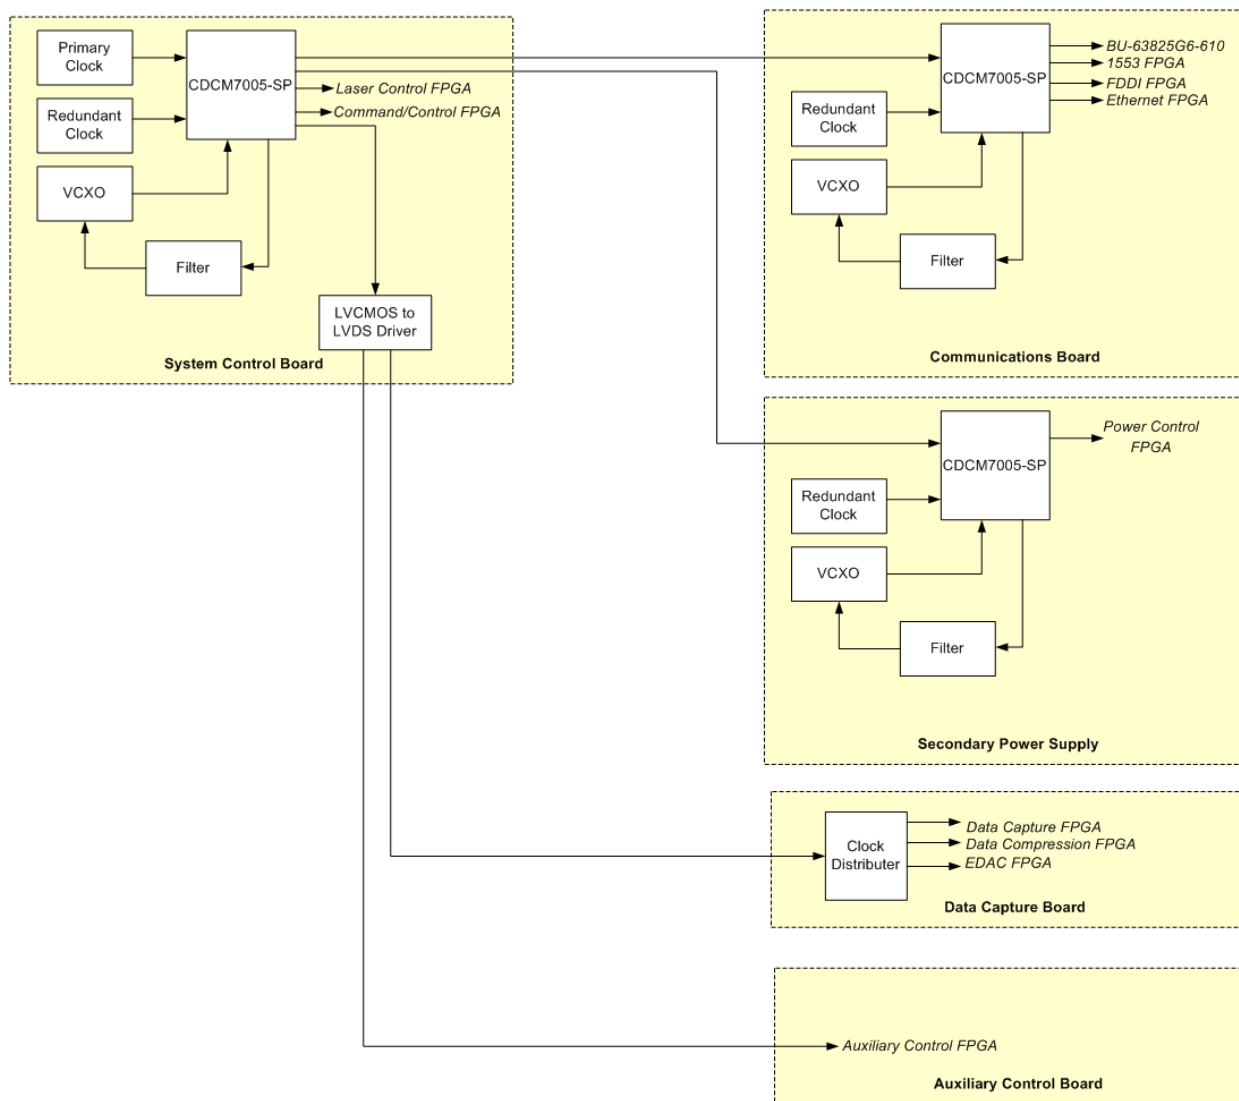 Primary
Clock
CDCM7005-SP
Laser Control FPGA
Command/Control FPGA
Redundant
Clock
VCXO
Filter
LVCMOS to
LVDS Driver
System Control Board
CDCM7005-SP
BU-63825G6-610
1553 FPGA
FDDI FPGA
Ethernet FPGA
Redundant
Clock
VCXO
Filter
Communications Board
CDCM7005-SP
Power Control
FPGA
Redundant
Clock
VCXO
Filter
Secondary Power Supply
Clock
Distributer
Data Capture FPGA
Data Compression FPGA
EDAC FPGA
Data Capture Board
Auxiliary Control FPGA
Auxiliary Control Board